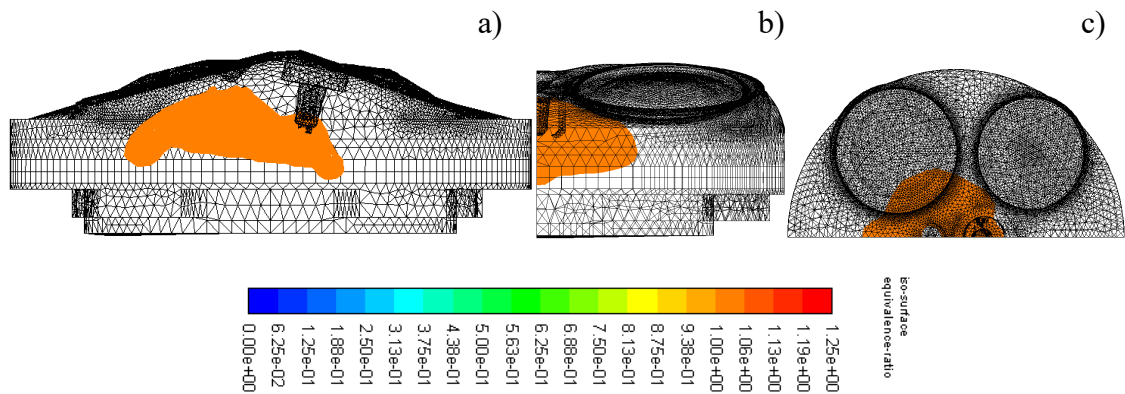 a)
b)
c)
iso-surface
equivalence-ratio
1.25e+00
1.19e+00
1.13e+00
1.06e+00
1.00e+00
9.38e-01
8.75e-01
8.13e-01
7.50e-01
6.88e-01
6.25e-01
5.63e-01
5.00e-01
4.38e-01
3.75e-01
3.13e-01
2.50e-01
1.88e-01
1.25e-01
6.25e-02
0.00e+00